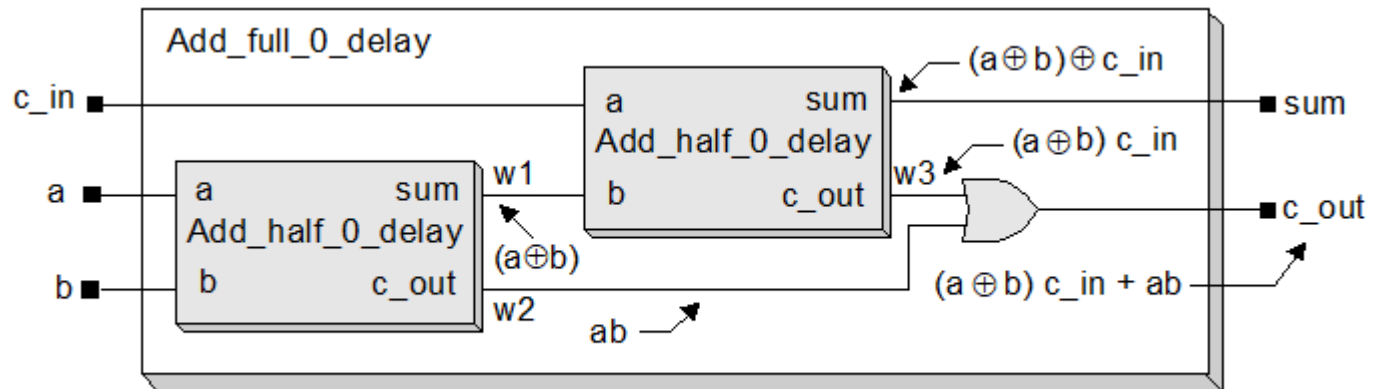 Add_full_0_delay
(a⊕b)⊕ c_in
c_in
a
sum
sum
Add_half_0_delay
(a⊕b) c_in
w3
a
a
sum
w1
b
c_out
c_out
Add_half_0_delay
(a⊕b)
b
b
c_out
(a⊕b) c_in + ab
w2
ab